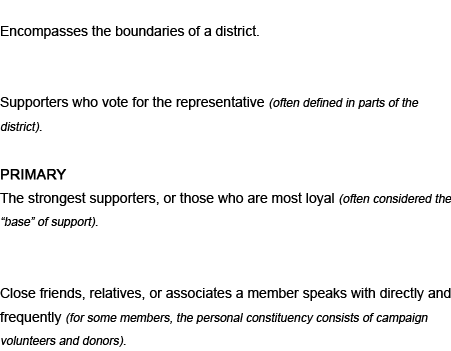 Encompasses the boundaries of a district.
Supporters who vote for the representative (often defined in parts of the
district).
PRIMARY
The strongest supporters, or those who are most loyal (often considered the
“base” of support).
Close friends, relatives, or associates a member speaks with directly and
frequently (for some members, the personal constituency consists of campaign
volunteers and donors).